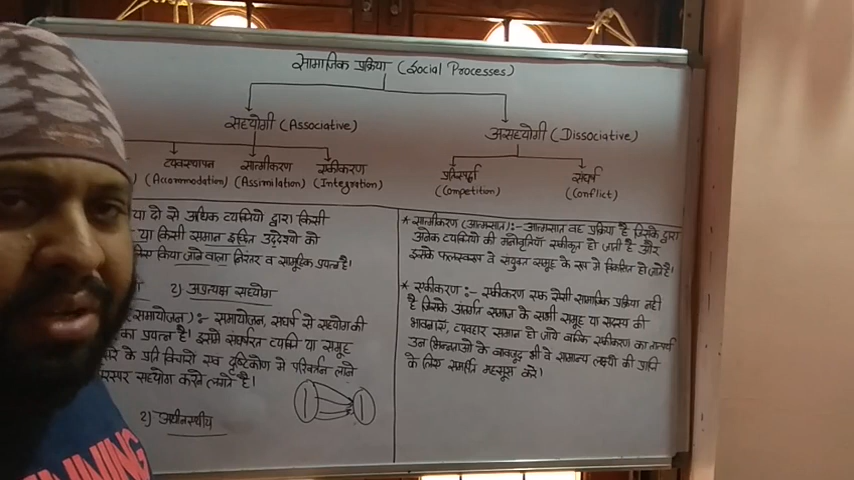 सामाजिक प्रक्रिया (Social Processes)
सहयोगी (Associative)
असहयोगी (Dissociative)
व्यवस्थापन
सात्मीकरण
एकीकरण
(Accommodation)
(Assimilation)
(Integration)
प्रतिस्पर्द्धा
(Competition)
संघर्ष
(Conflict)
या दो से अधिक व्यक्तियो द्वारा किसी
या किसी समान इच्छित उद्देश्यो को
किया जाने वाला निरंतर व सामूहिक प्रयत्न है।
2) अप्रत्यक्ष सहयोग
समायोजन) :- समायोजन, संघर्ष से सहयोग की
का प्रयत्न है। इसमे संघर्षरत व्यक्ति या समूह
के प्रति विचारो एवं दृष्टिकोण मे परिवर्तन लाने
परस्पर सहयोग करने लगते है।
2) अधीनस्थीय
* सात्मीकरण (आत्मसात) :- आत्मसात वह प्रक्रिया है जिसके द्वारा
अनेक व्यक्तियो की मनोवृत्तियाँ एकीकृत हो जाती है और
इसके फलस्वरूप वे संयुक्त समूह के रूप मे विकसित हो जाते है।
* एकीकरण :- एकीकरण एक ऐसी सामाजिक प्रक्रिया नही
है जिसके अंतर्गत समाज के सभी समूह या सदस्य की
भावनाएं, व्यवहार समान हो जाये बल्कि एकीकरण का तात्पर्य
उन भिन्नताओ के बावजूद भी वे सामान्य लक्ष्यो की प्राप्ति
के लिए समर्पित महसूस करे।
NNING